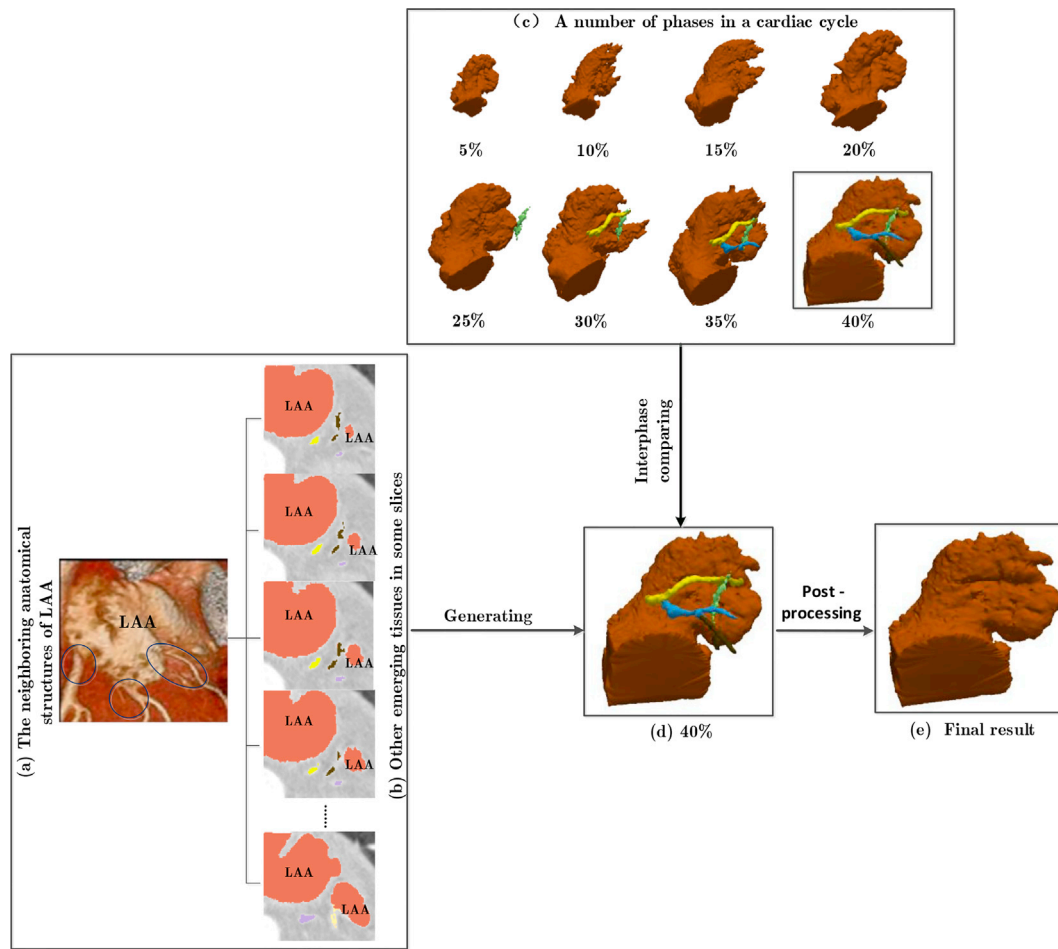 (c) A number of phases in a cardiac cycle
5%
10%
15%
20%
25%
30%
35%
40%
Interphase
comparing
(a) The neighboring anatomical
structures of LAA
LAA
LAA
LAA
LAA
LAA
LAA
LAA
LAA
LAA
LAA
LAA
(b) Other emerging tissues in some slices
Generating
(d) 40%
Post -
processing
(e) Final result